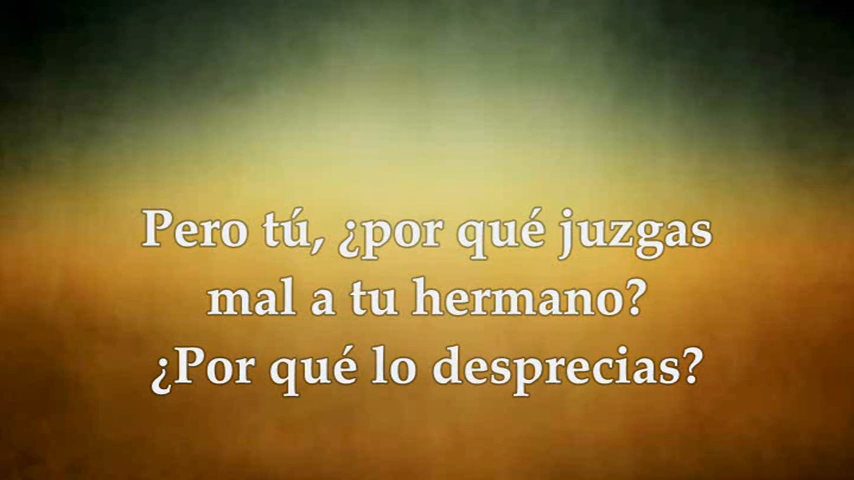 Pero tú, ¿por qué juzgas
mal a tu hermano?
¿Por qué lo desprecias?